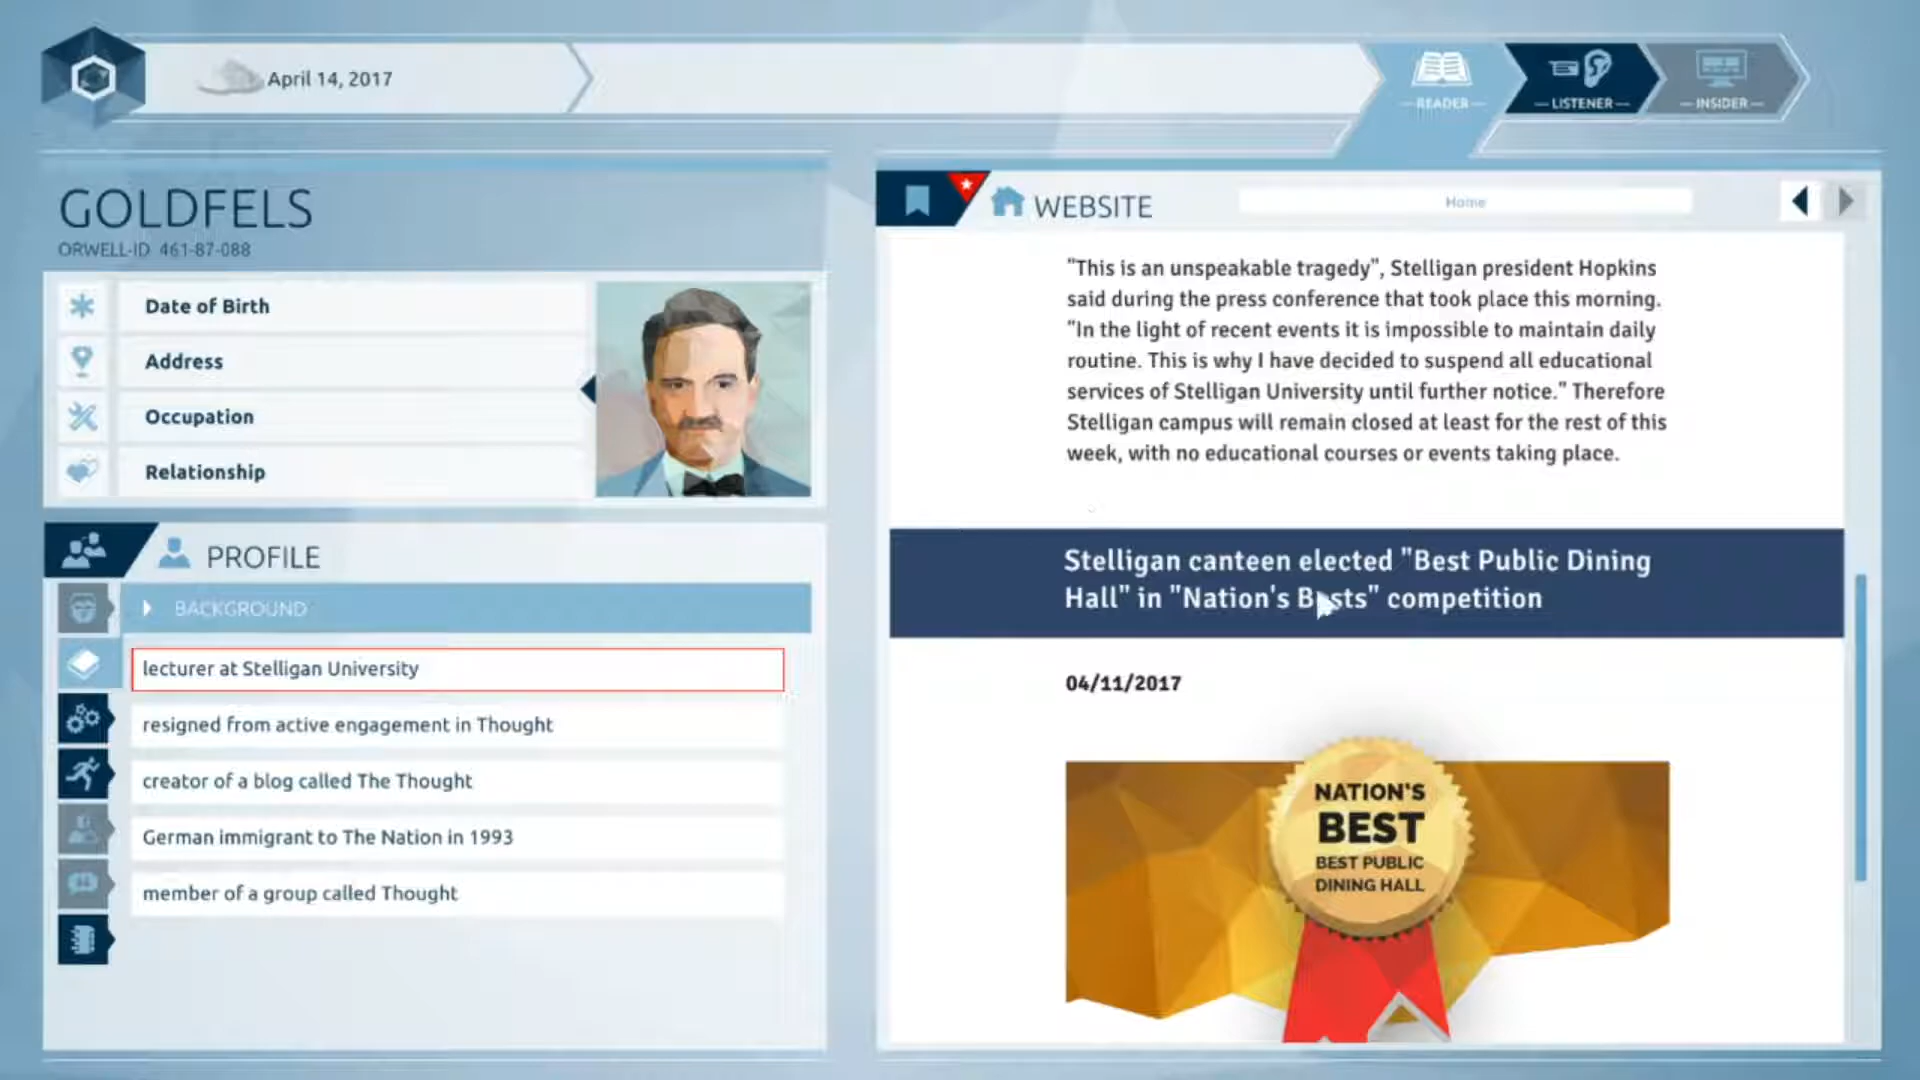 April 14, 2017
READER
LISTENER
INSIDER
GOLDFELS
ORWELL-ID 461-87-088
Date of Birth
Address
Occupation
Relationship
PROFILE
BACKGROUND
lecturer at Stelligan University
resigned from active engagement in Thought
creator of a blog called The Thought
German immigrant to The Nation in 1993
member of a group called Thought
WEBSITE
Home
"This is an unspeakable tragedy", Stelligan president Hopkins
said during the press conference that took place this morning.
"In the light of recent events it is impossible to maintain daily
routine. This is why I have decided to suspend all educational
services of Stelligan University until further notice." Therefore
Stelligan campus will remain closed at least for the rest of this
week, with no educational courses or events taking place.
Stelligan canteen elected "Best Public Dining
Hall" in "Nation's Bests" competition
04/11/2017
NATION'S
BEST
BEST PUBLIC
DINING HALL